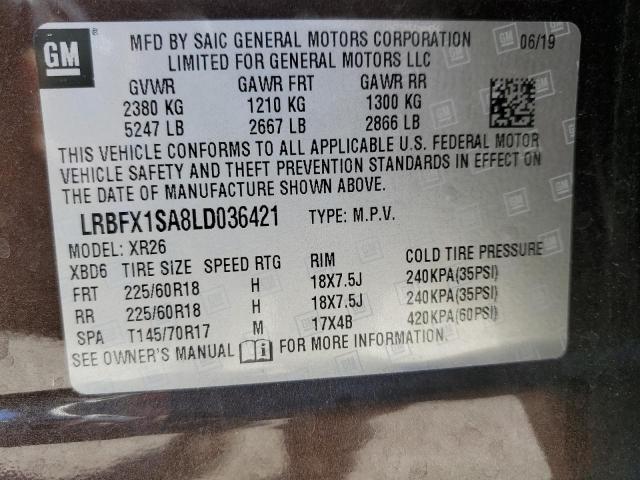 GM
MFD BY SAIC GENERAL MOTORS CORPORATION 06/19
LIMITED FOR GENERAL MOTORS LLC
GVWR GAWR FRT GAWR RR
2380 KG 1210 KG 1300 KG
5247 LB 2667 LB 2866 LB
THIS VEHICLE CONFORMS TO ALL APPLICABLE U.S. FEDERAL MOTOR
VEHICLE SAFETY AND THEFT PREVENTION STANDARDS IN EFFECT ON
THE DATE OF MANUFACTURE SHOWN ABOVE.
LRBFX1SA8LD036421 TYPE: M.P.V.
MODEL: XR26
XBD6 TIRE SIZE SPEED RTG RIM COLD TIRE PRESSURE
FRT 225/60R18 H 18X7.5J 240KPA(35PSI)
RR 225/60R18 H 18X7.5J 240KPA(35PSI)
SPA T145/70R17 M 17X4B 420KPA(60PSI)
SEE OWNER'S MANUAL FOR MORE INFORMATION.